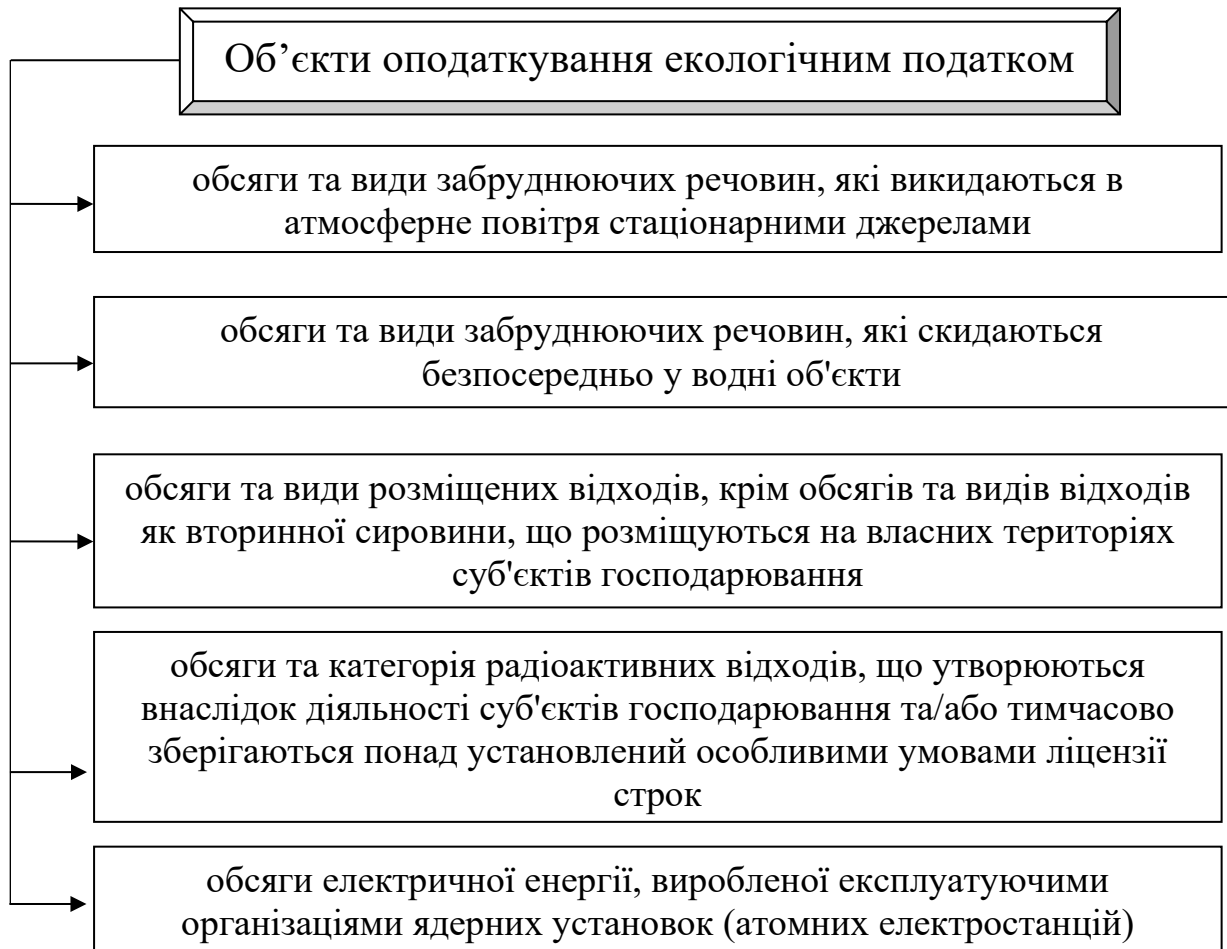 Об’єкти оподаткування екологічним податком
обсяги та види забруднюючих речовин, які викидаються в
атмосферне повітря стаціонарними джерелами
обсяги та види забруднюючих речовин, які скидаються
безпосередньо у водні об'єкти
обсяги та види розміщених відходів, крім обсягів та видів відходів
як вторинної сировини, що розміщуються на власних територіях
суб'єктів господарювання
обсяги та категорія радіоактивних відходів, що утворюються
внаслідок діяльності суб'єктів господарювання та/або тимчасово
зберігаються понад установлений особливими умовами ліцензії
строк
обсяги електричної енергії, виробленої експлуатуючими
організаціями ядерних установок (атомних електростанцій)